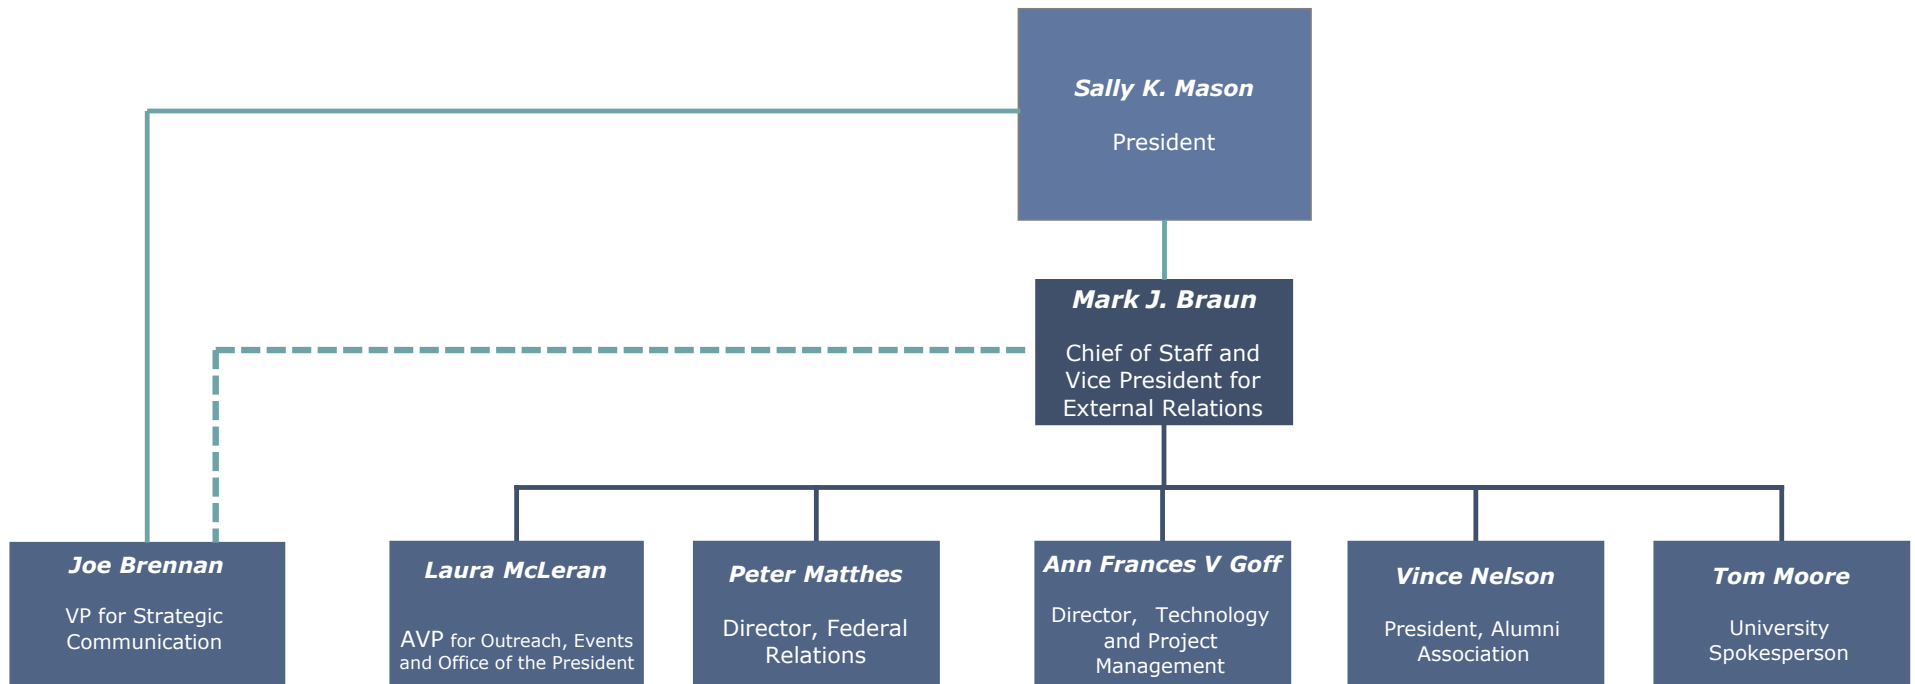 Sally K. Mason
President
Mark J. Braun
Chief of Staff and
Vice President for
External Relations
Joe Brennan
VP for Strategic
Communication
Laura McLeran
AVP for Outreach, Events
and Office of the President
Peter Matthes
Director, Federal
Relations
Ann Frances V Goff
Director, Technology
and Project
Management
Vince Nelson
President, Alumni
Association
Tom Moore
University
Spokesperson